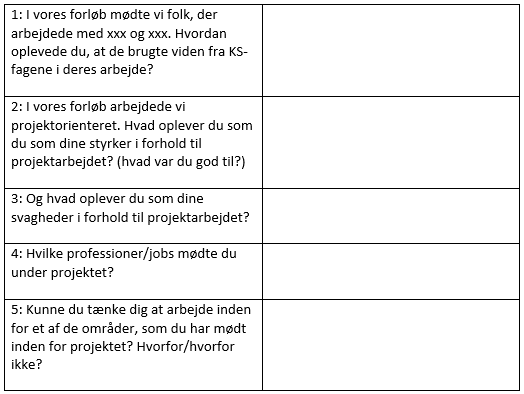 1: I vores forløb mødte vi folk, der
arbejdede med xxx og xxx. Hvordan
oplevede du, at de brugte viden fra KS-
fagene i deres arbejde?
2: I vores forløb arbejdede vi
projektorienteret. Hvad oplever du som
du som dine styrker i forhold til
projektarbejdet? (hvad var du god til?)
3: Og hvad oplever du som dine
svagheder i forhold til projektarbejdet?
4: Hvilke professioner/jobs mødte du
under projektet?
5: Kunne du tænke dig at arbejde inden
for et af de områder, som du har mødt
inden for projektet? Hvorfor/hvorfor
ikke?